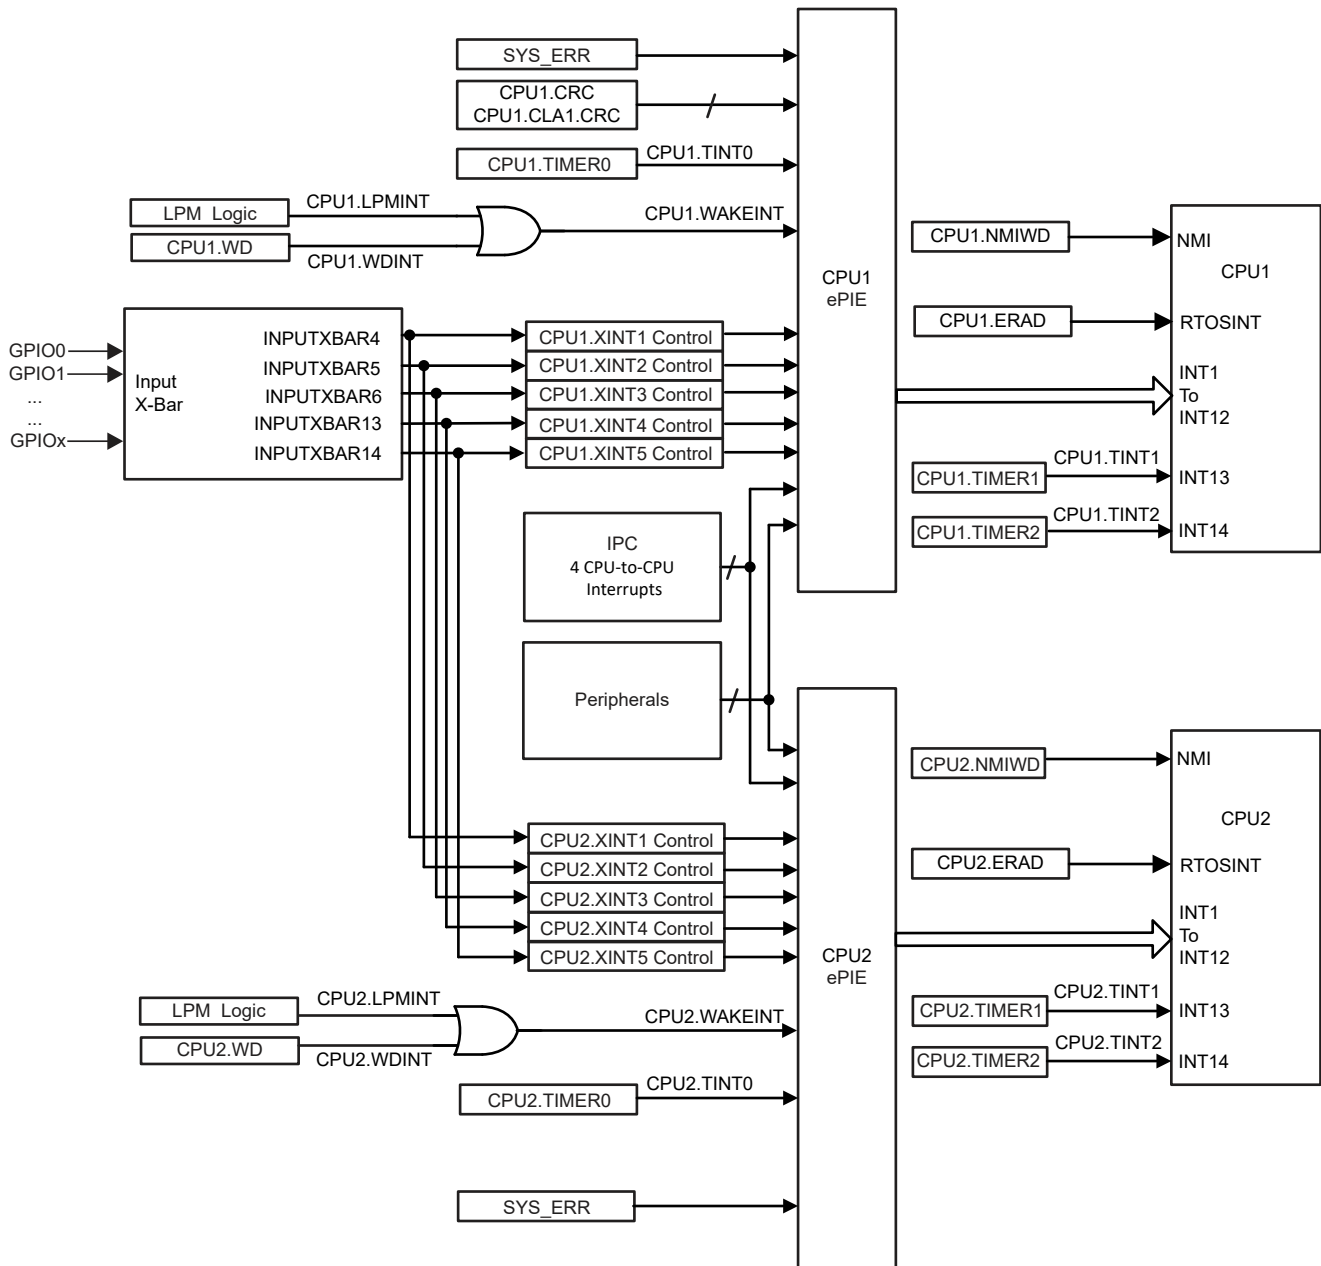 SYS_ERR
CPU1.CRC
CPU1.CLA1.CRC
CPU1.TIMER0
CPU1.TINT0
LPM Logic
CPU1.LPMINT
CPU1.WD
CPU1.WDINT
CPU1.WAKEINT
CPU1
ePIE
CPU1.NMIWD
NMI
CPU1
CPU1.ERAD
RTOSINT
INT1
To
INT12
CPU1.TINT1
CPU1.TIMER1
INT13
CPU1.TINT2
CPU1.TIMER2
INT14
GPIO0
GPIO1
...
...
GPIOx
Input
X-Bar
INPUTXBAR4
INPUTXBAR5
INPUTXBAR6
INPUTXBAR13
INPUTXBAR14
CPU1.XINT1 Control
CPU1.XINT2 Control
CPU1.XINT3 Control
CPU1.XINT4 Control
CPU1.XINT5 Control
IPC
4 CPU-to-CPU
Interrupts
Peripherals
CPU2.XINT1 Control
CPU2.XINT2 Control
CPU2.XINT3 Control
CPU2.XINT4 Control
CPU2.XINT5 Control
CPU2
ePIE
CPU2.NMIWD
NMI
CPU2
CPU2.ERAD
RTOSINT
INT1
To
INT12
CPU2.TINT1
CPU2.TIMER1
INT13
CPU2.TINT2
CPU2.TIMER2
INT14
LPM Logic
CPU2.LPMINT
CPU2.WD
CPU2.WDINT
CPU2.WAKEINT
CPU2.TIMER0
CPU2.TINT0
SYS_ERR